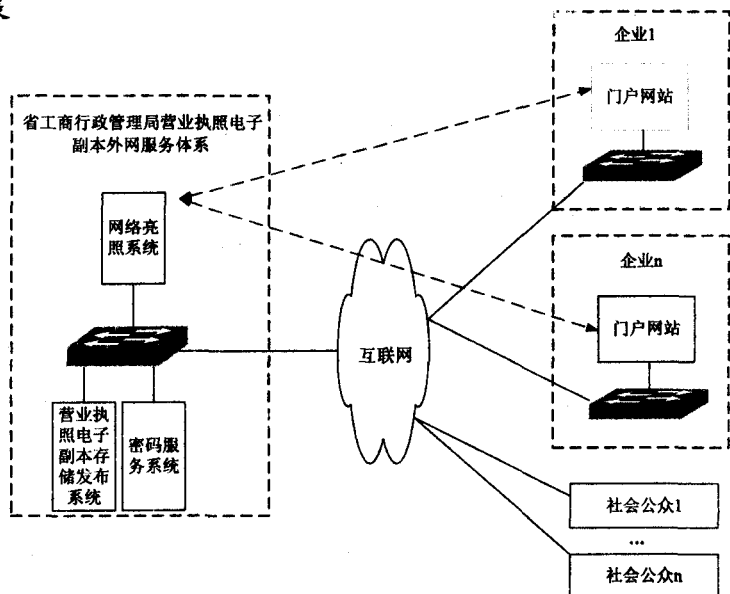 省工商行政管理局营业执照电子
副本外网服务体系
网络亮
照系统
营业执
照电子
副本存
储发布
系统
密码服
务系统
互联网
企业1
门户网站
企业n
门户网站
社会公众1
...
社会公众n